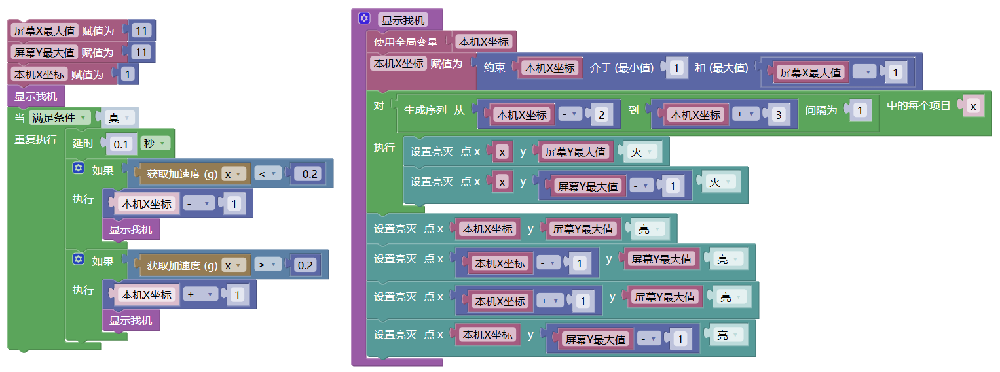 屏幕X最大值 赋值为 11
屏幕Y最大值 赋值为 11
本机X坐标 赋值为 1
显示我机
当 满足条件 真
重复执行 延时 0.1 秒
如果 获取加速度 (g) x < -0.2
执行 本机X坐标 -= 1
显示我机
如果 获取加速度 (g) x > 0.2
执行 本机X坐标 += 1
显示我机
显示我机
使用全局变量 本机X坐标
本机X坐标 赋值为 约束 本机X坐标 介于 (最小值) 1 和 (最大值) 屏幕X最大值 - 1
对 生成序列 从 本机X坐标 - 2 到 本机X坐标 + 3 间隔为 1 中的每个项目 x
执行 设置亮灭 点 x x y 屏幕Y最大值 灭
设置亮灭 点 x x y 屏幕Y最大值 - 1 灭
设置亮灭 点 x 本机X坐标 y 屏幕Y最大值 亮
设置亮灭 点 x 本机X坐标 - 1 y 屏幕Y最大值 亮
设置亮灭 点 x 本机X坐标 + 1 y 屏幕Y最大值 亮
设置亮灭 点 x 本机X坐标 y 屏幕Y最大值 - 1 亮